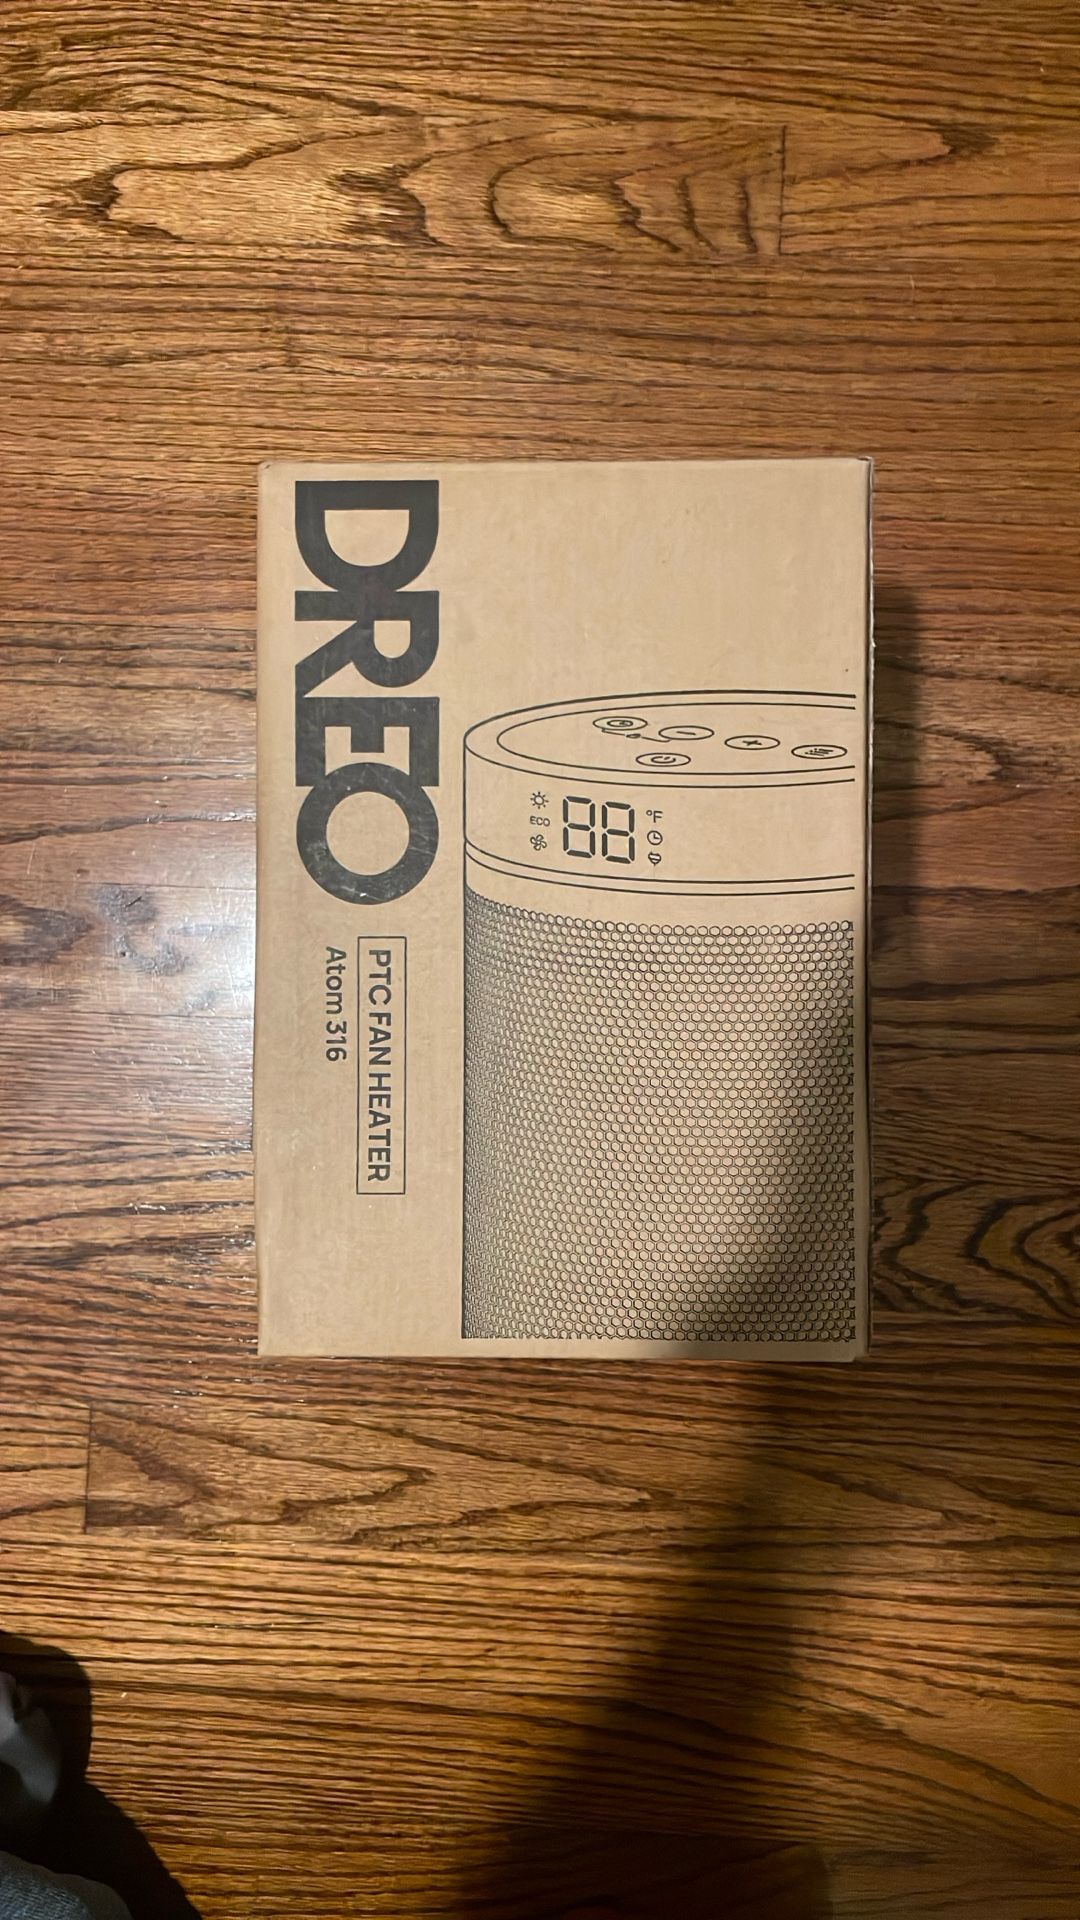 DREO
PTC FAN HEATER
Atom 316
ECO
88
°F